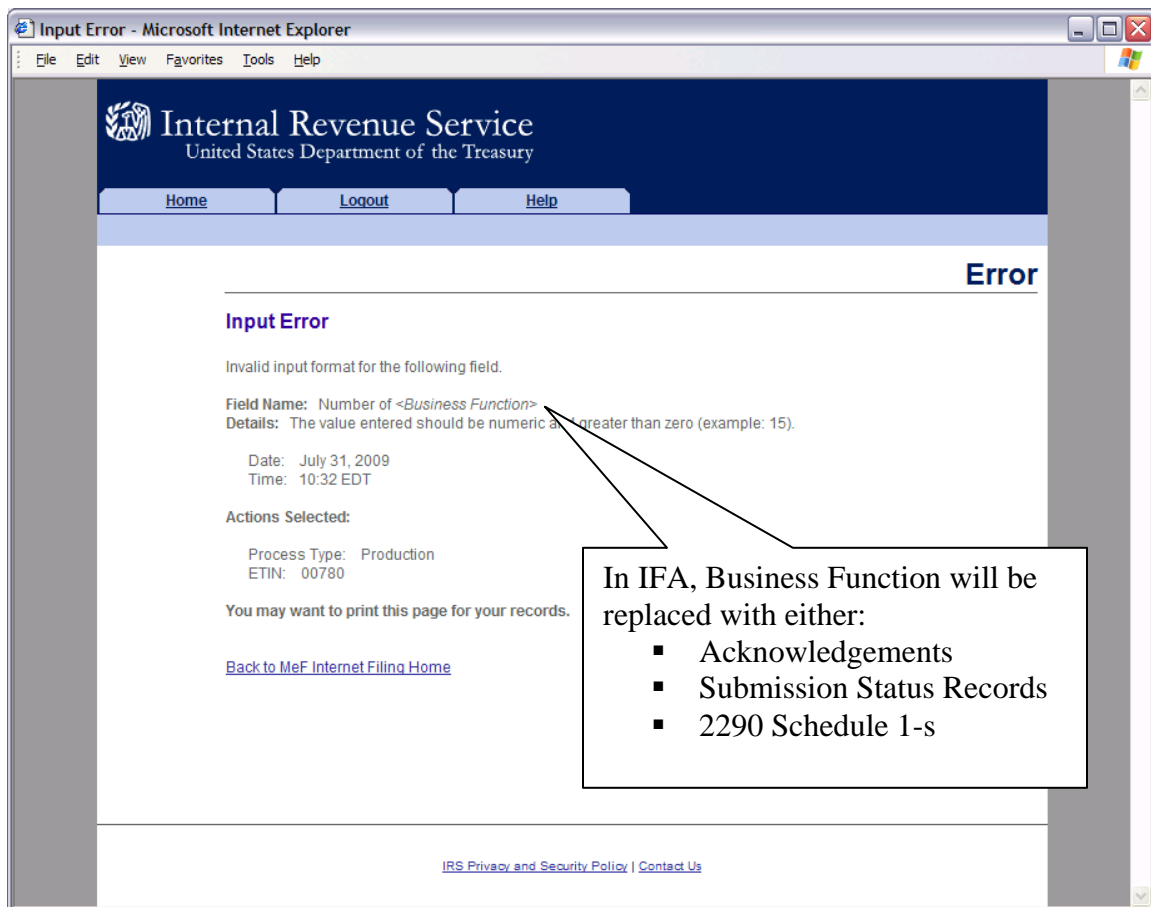 Input Error - Microsoft Internet Explorer
File Edit View Favorites Tools Help
Internal Revenue Service
United States Department of the Treasury
Home Logout Help
Error
Input Error
Invalid input format for the following field.
Field Name: Number of <Business Function>
Details: The value entered should be numeric and greater than zero (example: 15).
Date: July 31, 2009
Time: 10:32 EDT
Actions Selected:
Process Type: Production
ETIN: 00780
You may want to print this page for your records.
Back to MeF Internet Filing Home
In IFA, Business Function will be
replaced with either:
▪ Acknowledgements
▪ Submission Status Records
▪ 2290 Schedule 1-s
IRS Privacy and Security Policy | Contact Us